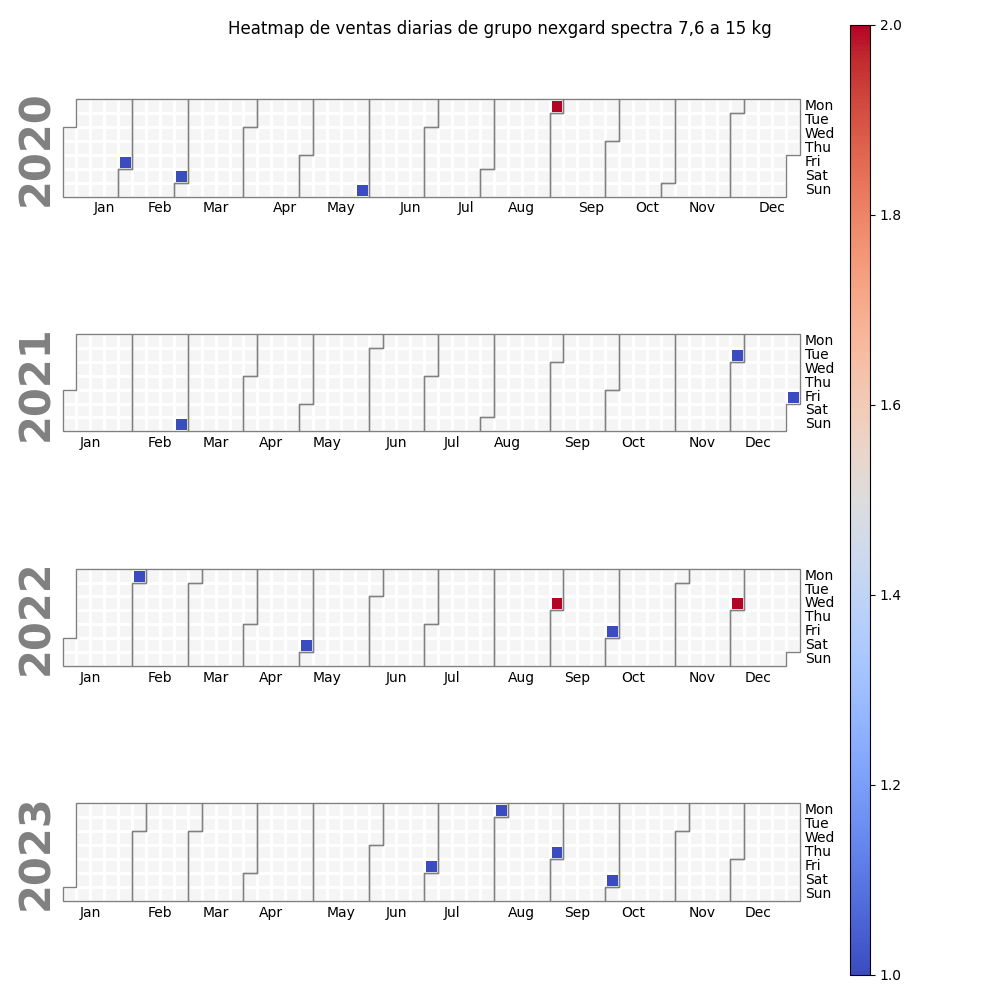 Heatmap de ventas diarias de grupo nexgard spectra 7,6 a 15 kg
2020
Mon
Tue
Wed
Thu
Fri
Sat
Sun
Jan Feb Mar Apr May Jun Jul Aug Sep Oct Nov Dec
2021
Mon
Tue
Wed
Thu
Fri
Sat
Sun
Jan Feb Mar Apr May Jun Jul Aug Sep Oct Nov Dec
2022
Mon
Tue
Wed
Thu
Fri
Sat
Sun
Jan Feb Mar Apr May Jun Jul Aug Sep Oct Nov Dec
2023
Mon
Tue
Wed
Thu
Fri
Sat
Sun
Jan Feb Mar Apr May Jun Jul Aug Sep Oct Nov Dec
2.0
1.8
1.6
1.4
1.2
1.0